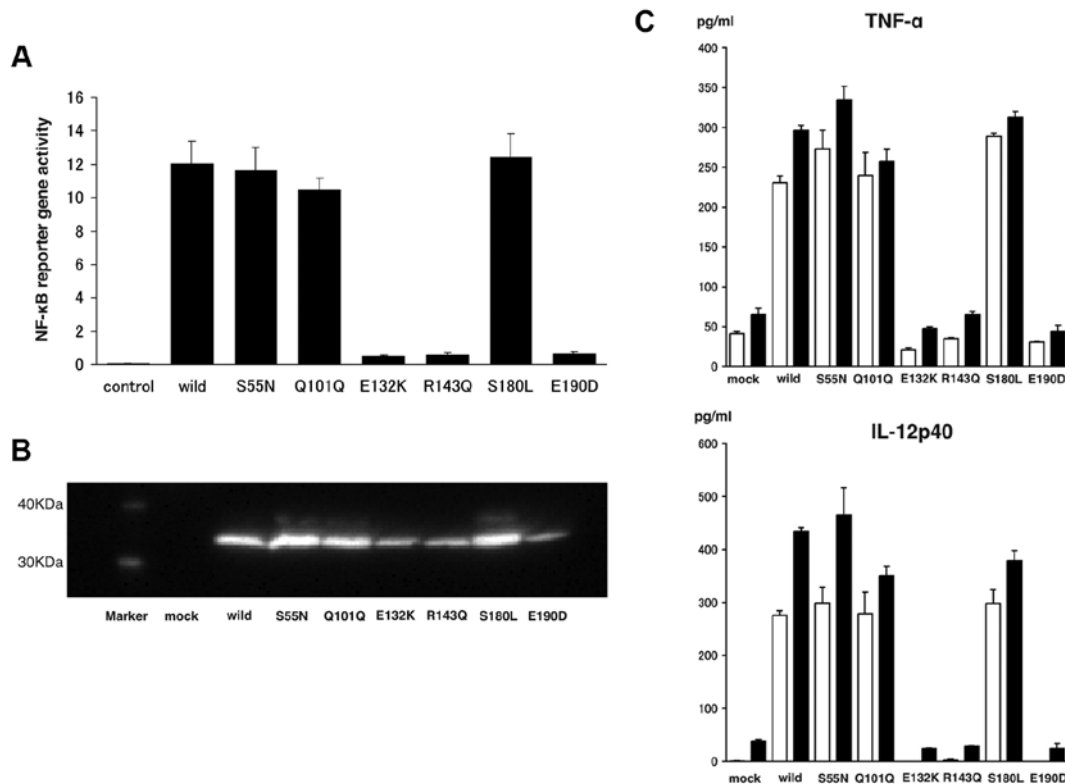 A
NF-κB reporter gene activity
16
14
12
10
8
6
4
2
0
control wild S55N Q101Q E132K R143Q S180L E190D
B
40KDa
30KDa
Marker mock wild S55N Q101Q E132K R143Q S180L E190D
C
pg/ml
TNF-α
400
350
300
250
200
150
100
50
0
mock wild S55N Q101Q E132K R143Q S180L E190D
pg/ml
IL-12p40
600
500
400
300
200
100
0
mock wild S55N Q101Q E132K R143Q S180L E190D